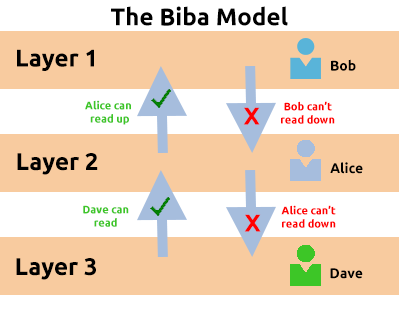 The Biba Model
Layer 1
Bob
Alice can
read up
X
Bob can't
read down
Layer 2
Alice
Dave can
read
X
Alice can't
read down
Layer 3
Dave